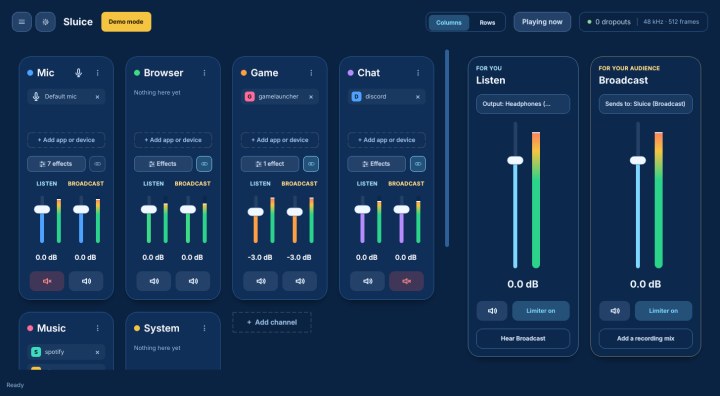 Sluice
Demo mode
Columns
Rows
Playing now
0 dropouts
48 kHz · 512 frames
Mic
Default mic
+ Add app or device
7 effects
LISTEN
BROADCAST
0.0 dB
0.0 dB
Browser
Nothing here yet
+ Add app or device
Effects
LISTEN
BROADCAST
0.0 dB
0.0 dB
Game
G
gamelauncher
+ Add app or device
1 effect
LISTEN
BROADCAST
-3.0 dB
-3.0 dB
Chat
D
discord
+ Add app or device
Effects
LISTEN
BROADCAST
0.0 dB
0.0 dB
Music
S
spotify
System
Nothing here yet
+ Add channel
FOR YOU
Listen
Output: Headphones (...
0.0 dB
Limiter on
Hear Broadcast
FOR YOUR AUDIENCE
Broadcast
Sends to: Sluice (Broadcast)
0.0 dB
Limiter on
Add a recording mix
Ready